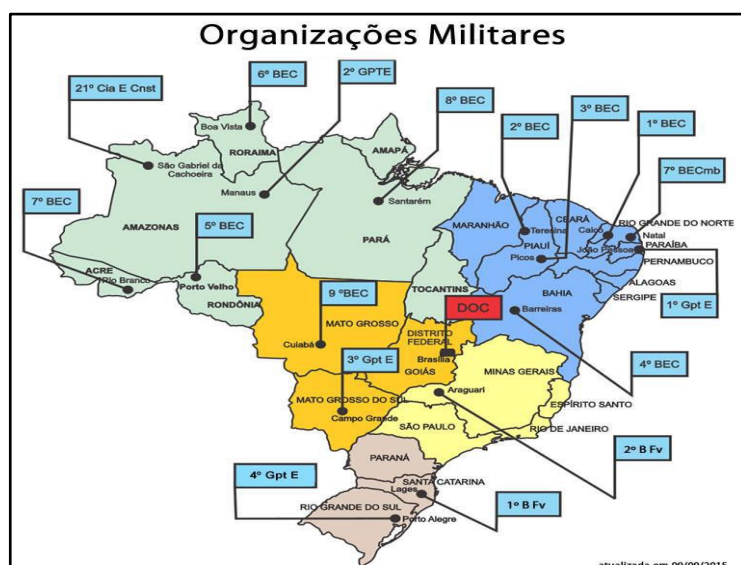 Organizações Militares
6º BEC
2º GPTE
21º Cia E Cnst
8º BEC
3º BEC
2º BEC
1º BEC
7º BECmb
Boa Vista
RORAIMA
AMAPÁ
São Gabriel da
Cachoeira
Manaus
Santarém
7º BEC
5º BEC
AMAZONAS
PARÁ
MARANHÃO
CEARÁ
RIO GRANDE DO NORTE
Teresina
Caicó
Natal
PIAUÍ
João Pessoa
PARAÍBA
Picos
PERNAMBUCO
ACRE
Rio Branco
Porto Velho
RONDÔNIA
TOCANTINS
ALAGOAS
SERGIPE
1º Gpt E
9 ºBEC
DOC
BAHIA
Barreiras
MATO GROSSO
DISTRITO
FEDERAL
Cuiabá
3º Gpt E
Brasília
GOIÁS
MINAS GERAIS
4º BEC
MATO GROSSO DO SUL
Araguari
ESPÍRITO SANTO
Campo Grande
SÃO PAULO
RIO DE JANEIRO
PARANÁ
2º B Fv
4º Gpt E
SANTA CATARINA
Lages
RIO GRANDE DO SUL
1º B Fv
Porto Alegre
atualizada em 09/09/2015